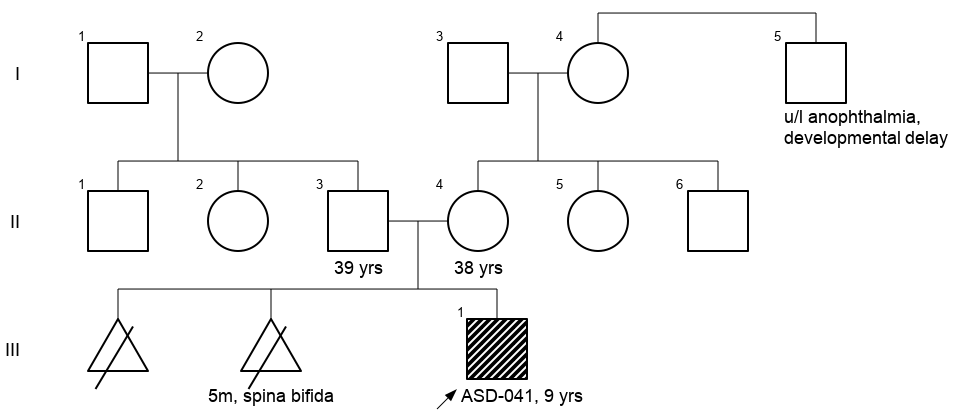 1
2
3
4
5
I
u/l anophthalmia,
developmental delay
1
2
3
4
5
6
II
39 yrs
38 yrs
1
III
5m, spina bifida
ASD-041, 9 yrs